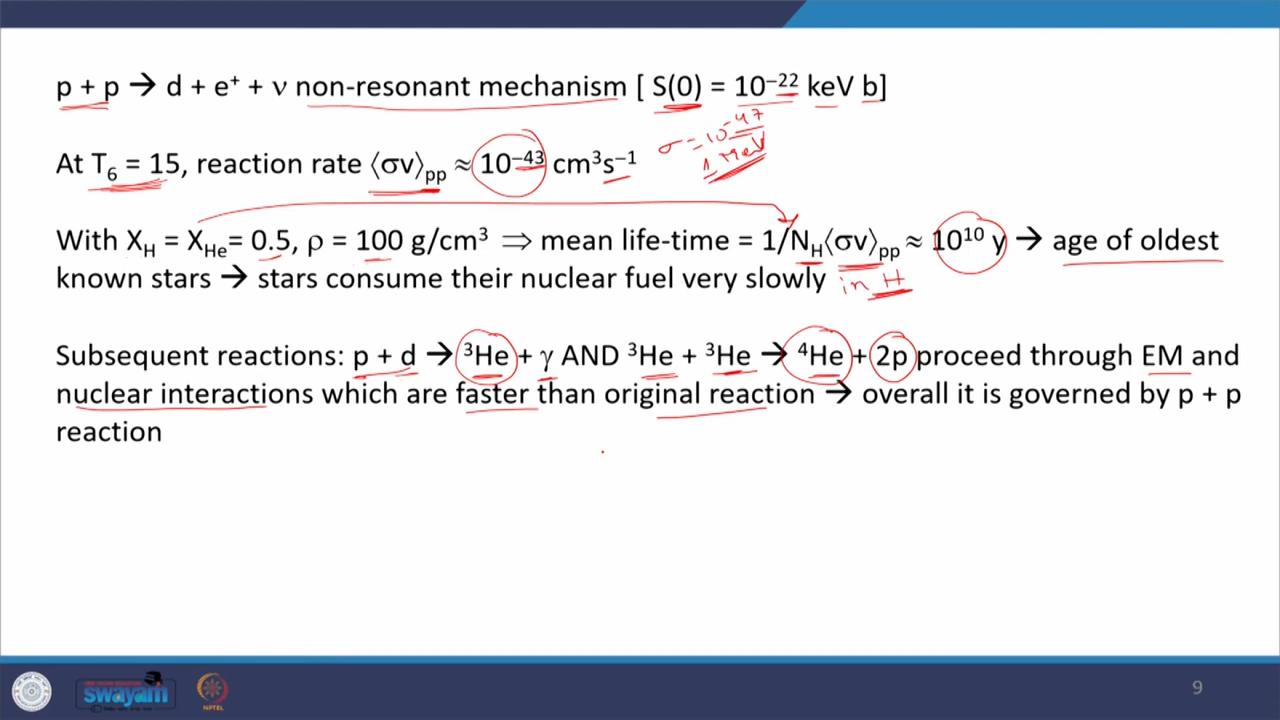 p + p → d + e⁺ + ν non-resonant mechanism [ S(0) = 10⁻²² keV b]
σ = 10⁻⁴⁷
1 MeV
At T₆ = 15, reaction rate ⟨σv⟩pp ≈ 10⁻⁴³ cm³s⁻¹
With X_H = X_He= 0.5, ρ = 100 g/cm³ ⇒ mean life-time = 1/N_H⟨σv⟩pp ≈ 10¹⁰ y → age of oldest
known stars → stars consume their nuclear fuel very slowly in H
Subsequent reactions: p + d → ³He + γ AND ³He + ³He → ⁴He + 2p proceed through EM and
nuclear interactions which are faster than original reaction → overall it is governed by p + p
reaction
swayam
NPTEL
9